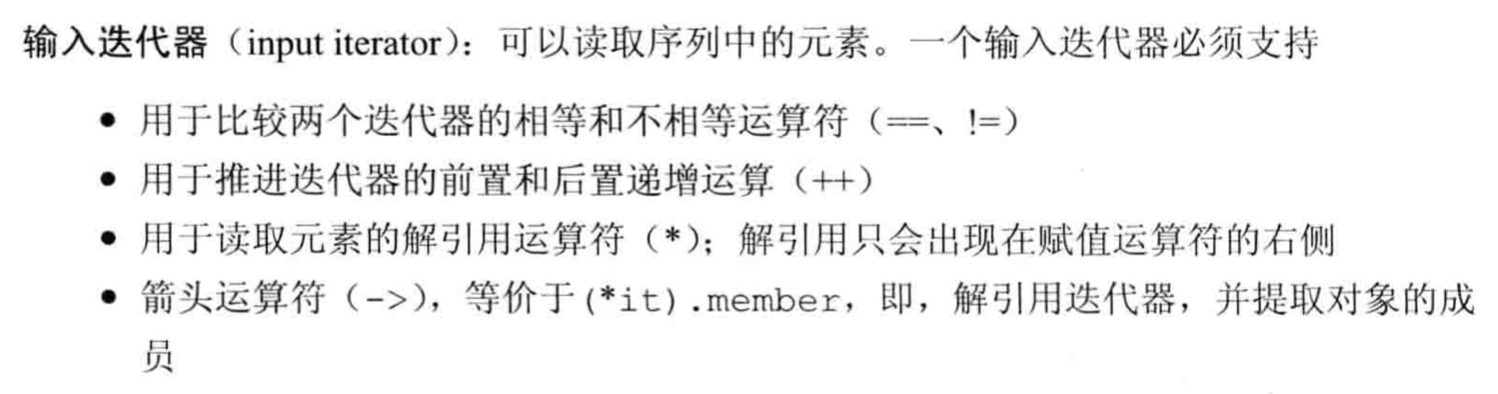 输入迭代器（input iterator）：可以读取序列中的元素。一个输入迭代器必须支持
● 用于比较两个迭代器的相等和不相等运算符（==、!=）
● 用于推进迭代器的前置和后置递增运算（++）
● 用于读取元素的解引用运算符（*）；解引用只会出现在赋值运算符的右侧
● 箭头运算符（->），等价于(*it).member，即，解引用迭代器，并提取对象的成
员